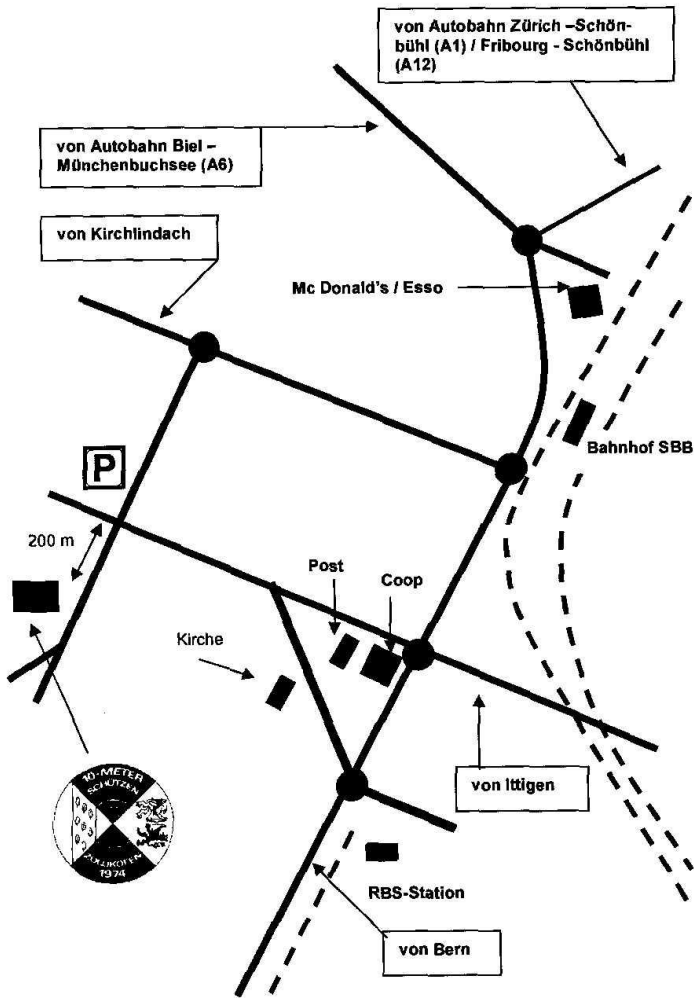 von Autobahn Zürich –Schön-
bühl (A1) / Fribourg - Schönbühl
(A12)
von Autobahn Biel –
Münchenbuchsee (A6)
von Kirchlindach
Mc Donald's / Esso
Bahnhof SBB
P
200 m
Post
Coop
Kirche
von Ittigen
10-METER
SCHÜTZEN
ZOLLIKOFEN
1974
RBS-Station
von Bern